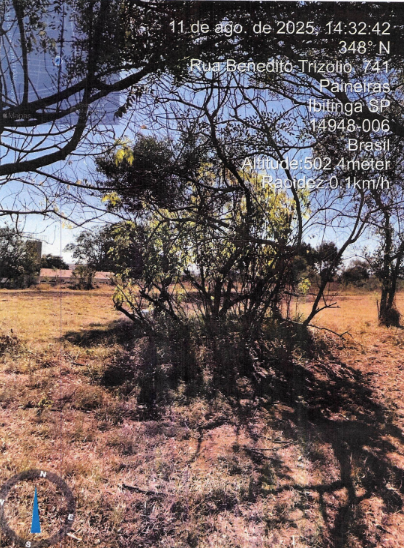 11 de ago. de 2025, 14:32:42
348° N
Rua Benedito Trizolio, 741
Paineiras
Ibitinga SP
14948-006
Brasil
Altitude:502.4meter
Rapidez:0.1km/h
N
E
S